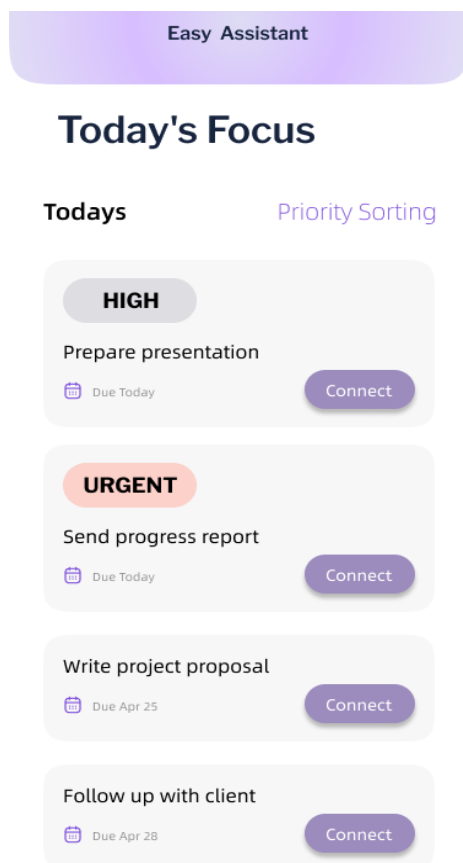 Easy Assistant
Today's Focus
Todays Priority Sorting
HIGH
Prepare presentation
Due Today Connect
URGENT
Send progress report
Due Today Connect
Write project proposal
Due Apr 25 Connect
Follow up with client
Due Apr 28 Connect